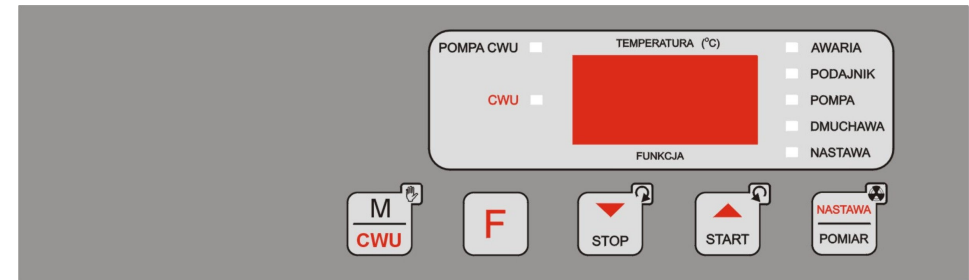 POMPA CWU
TEMPERATURA (°C)
AWARIA
PODAJNIK
CWU
POMPA
DMUCHAWA
FUNKCJA
NASTAWA
M
CWU
F
STOP
START
NASTAWA
POMIAR